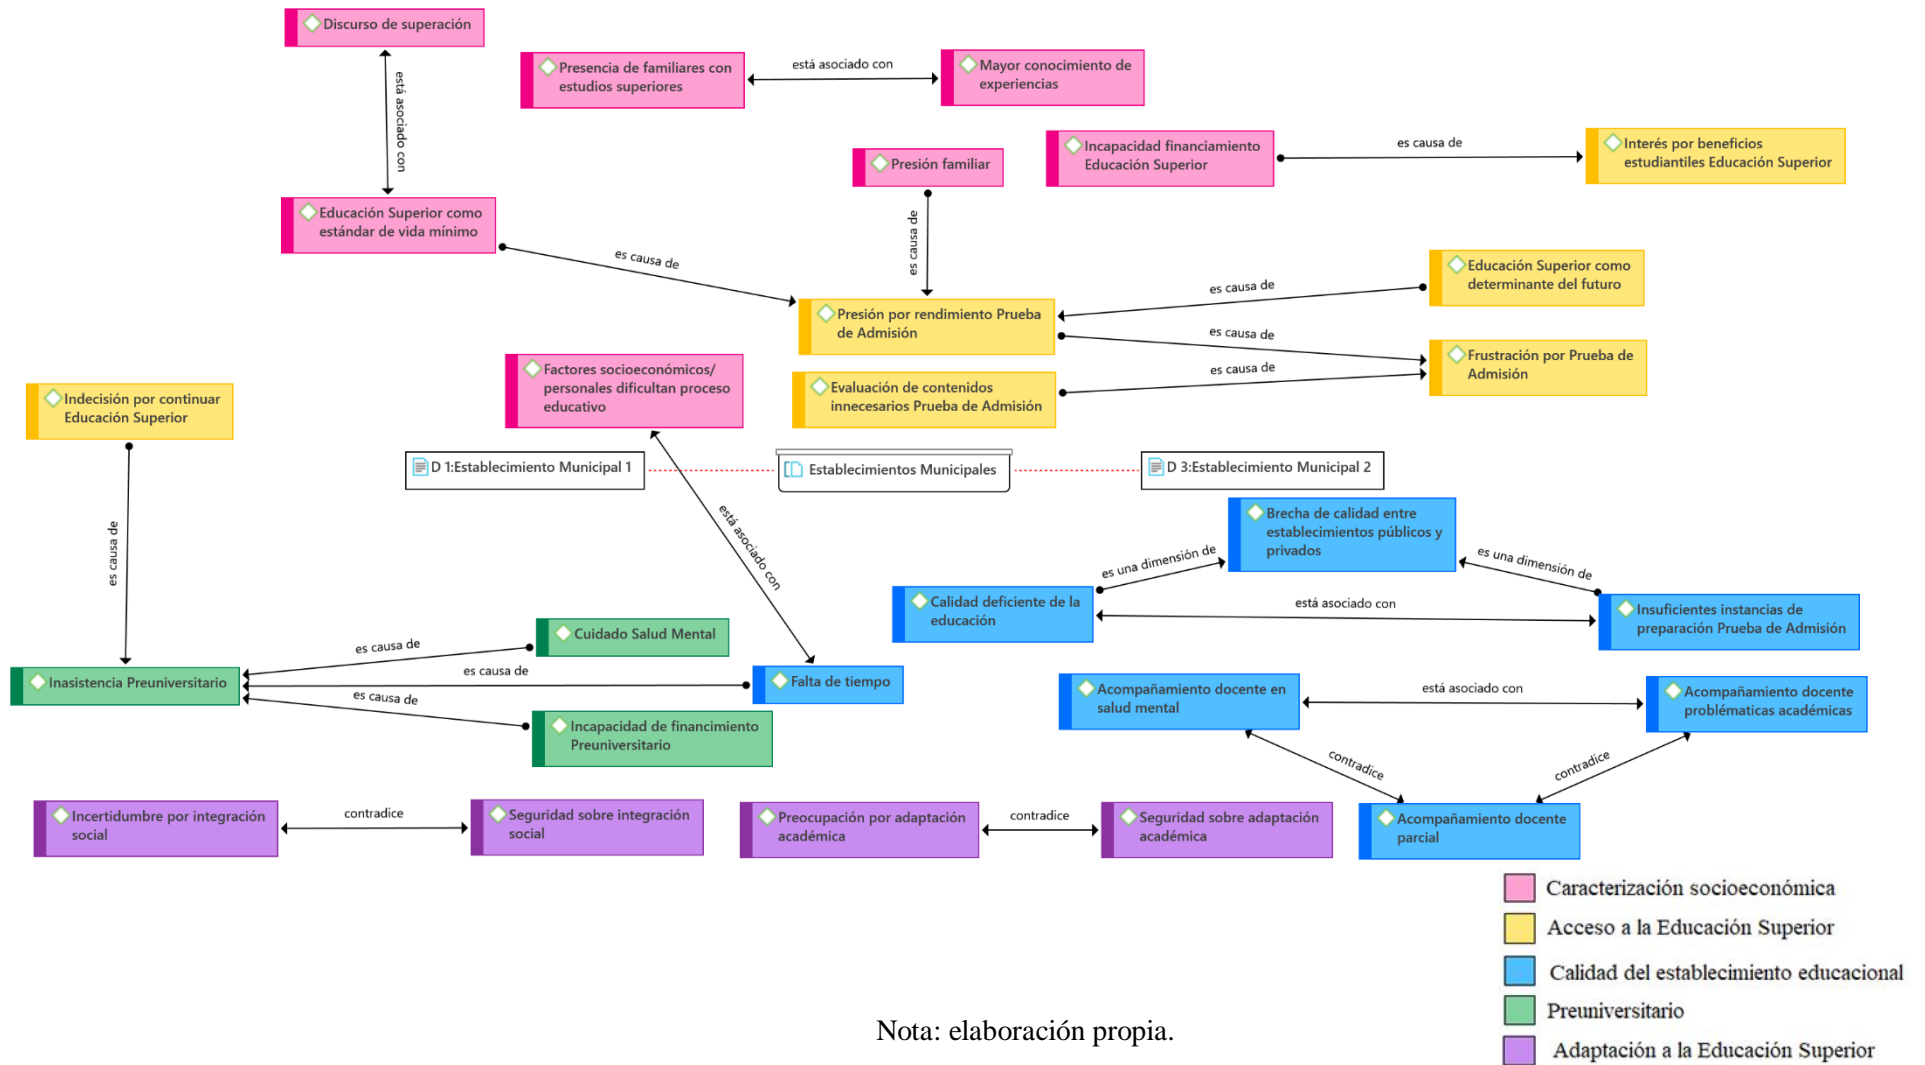 Discurso de superación
está asociado con
Presencia de familiares con
estudios superiores
está asociado con
Mayor conocimiento de
experiencias
Incapacidad financiamiento
Educación Superior
es causa de
Interés por beneficios
estudiantiles Educación Superior
Presión familiar
es causa de
Educación Superior como
estándar de vida mínimo
es causa de
Educación Superior como
determinante del futuro
es causa de
Presión por rendimiento Prueba
de Admisión
es causa de
Frustración por Prueba de
Admisión
es causa de
Evaluación de contenidos
innecesarios Prueba de Admisión
Factores socioeconómicos/
personales dificultan proceso
educativo
Indecisión por continuar
Educación Superior
es causa de
D 1:Establecimiento Municipal 1
Establecimientos Municipales
D 3:Establecimiento Municipal 2
está asociado con
Brecha de calidad entre
establecimientos públicos y
privados
es una dimensión de
es una dimensión de
Calidad deficiente de la
educación
está asociado con
Insuficientes instancias de
preparación Prueba de Admisión
Cuidado Salud Mental
es causa de
Inasistencia Preuniversitario
es causa de
Falta de tiempo
es causa de
Incapacidad de financimiento
Preuniversitario
Acompañamiento docente en
salud mental
está asociado con
Acompañamiento docente
problématicas académicas
contradice
contradice
Acompañamiento docente
parcial
Incertidumbre por integración
social
contradice
Seguridad sobre integración
social
Preocupación por adaptación
académica
contradice
Seguridad sobre adaptación
académica
Caracterización socioeconómica
Acceso a la Educación Superior
Calidad del establecimiento educacional
Preuniversitario
Adaptación a la Educación Superior
Nota: elaboración propia.